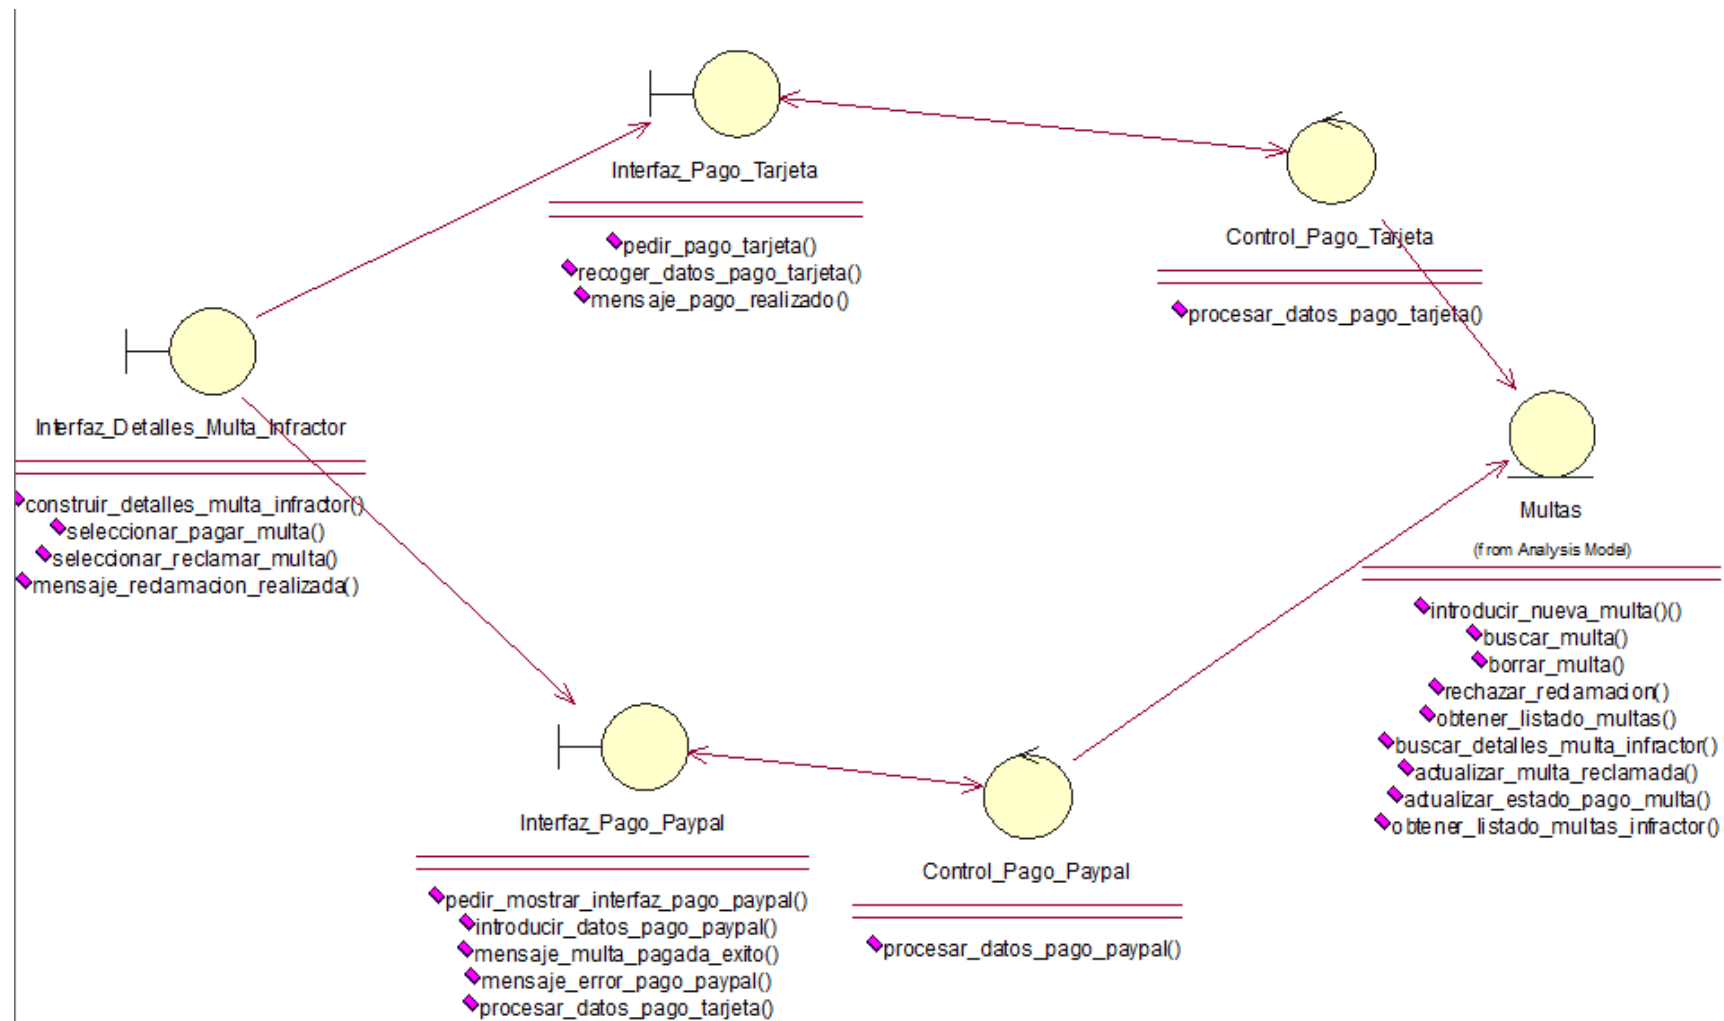 Interfaz_Pago_Tarjeta
pedir_pago_tarjeta()
recoger_datos_pago_tarjeta()
mensaje_pago_realizado()
Control_Pago_Tarjeta
procesar_datos_pago_tarjeta()
Interfaz_Detalles_Multa_Infractor
construir_detalles_multa_infractor()
seleccionar_pagar_multa()
seleccionar_reclamar_multa()
mensaje_reclamacion_realizada()
Multas
(from Analysis Model)
introducir_nueva_multa()()
buscar_multa()
borrar_multa()
rechazar_reclamacion()
obtener_listado_multas()
buscar_detalles_multa_infractor()
actualizar_multa_reclamada()
actualizar_estado_pago_multa()
obtener_listado_multas_infractor()
Interfaz_Pago_Paypal
pedir_mostrar_interfaz_pago_paypal()
introducir_datos_pago_paypal()
mensaje_multa_pagada_exito()
mensaje_error_pago_paypal()
procesar_datos_pago_tarjeta()
Control_Pago_Paypal
procesar_datos_pago_paypal()